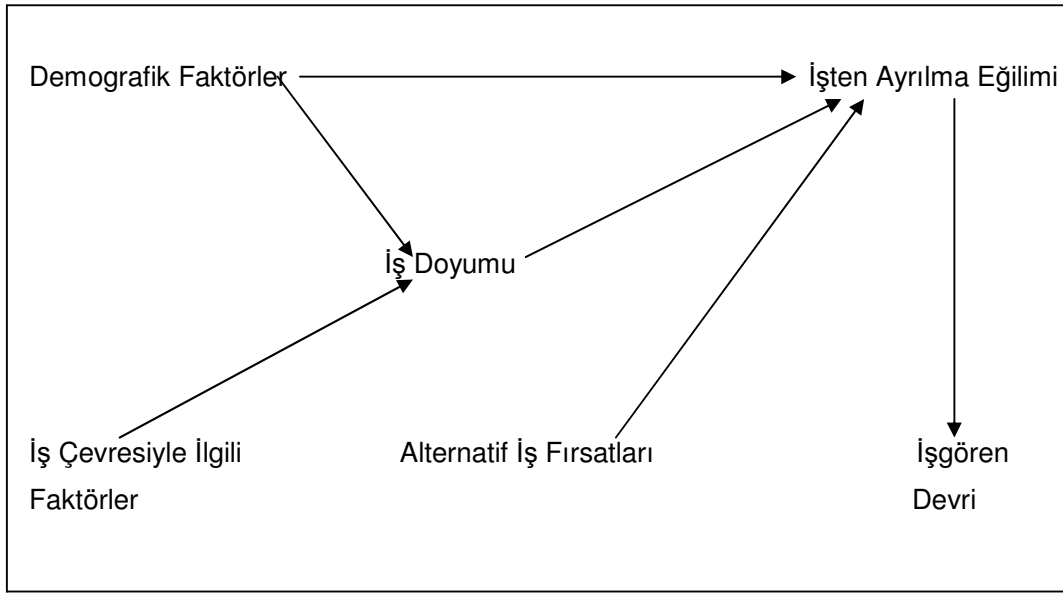 Demografik Faktörler
İşten Ayrılma Eğilimi
İş Doyumu
İş Çevresiyle İlgili
Faktörler
Alternatif İş Fırsatları
İşgören
Devri